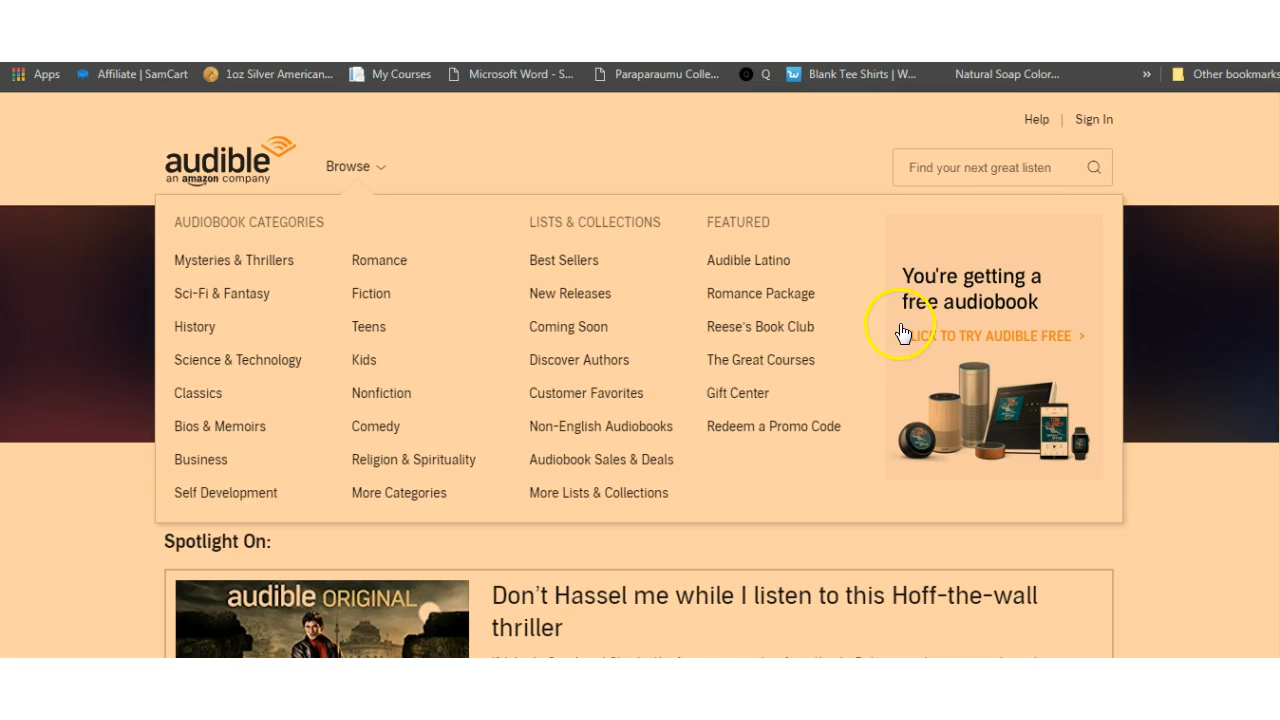 Apps Affiliate | SamCart 1oz Silver American... My Courses Microsoft Word - S... Paraparaumu Colle... Q Blank Tee Shirts | W... Natural Soap Color... » Other bookmarks
Help | Sign In
audible
an amazon company
Browse
Find your next great listen
AUDIOBOOK CATEGORIES
Mysteries & Thrillers
Sci-Fi & Fantasy
History
Science & Technology
Classics
Bios & Memoirs
Business
Self Development
Romance
Fiction
Teens
Kids
Nonfiction
Comedy
Religion & Spirituality
More Categories
LISTS & COLLECTIONS
Best Sellers
New Releases
Coming Soon
Discover Authors
Customer Favorites
Non-English Audiobooks
Audiobook Sales & Deals
More Lists & Collections
FEATURED
Audible Latino
Romance Package
Reese's Book Club
The Great Courses
Gift Center
Redeem a Promo Code
You're getting a
free audiobook
CLICK TO TRY AUDIBLE FREE >
Spotlight On:
audible ORIGINAL
Don't Hassel me while I listen to this Hoff-the-wall
thriller